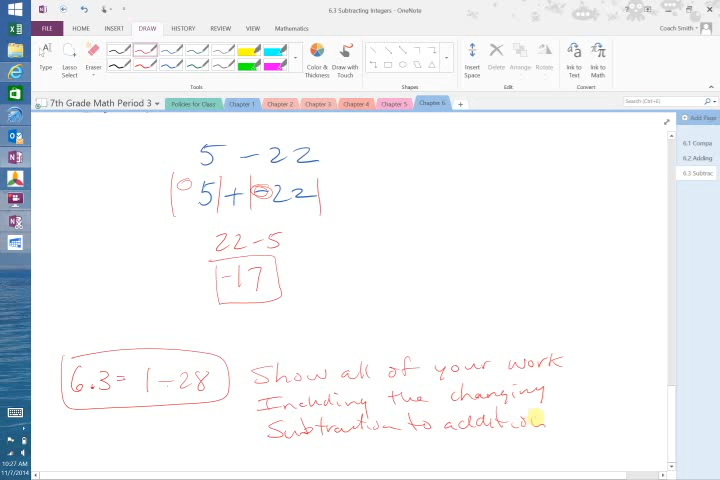 6.3 Subtracting Integers - OneNote
FILE HOME INSERT DRAW HISTORY REVIEW VIEW Mathematics
Coach Smith
Type
Lasso Select
Eraser
Color & Thickness
Draw with Touch
Insert Space
Delete
Arrange
Rotate
Ink to Text
Ink to Math
Tools
Shapes
Edit
Convert
7th Grade Math Period 3
Policies for Class
Chapter 1
Chapter 2
Chapter 3
Chapter 4
Chapter 5
Chapter 6
+
Search (Ctrl+E)
Add Page
6.1 Compa
6.2 Adding
6.3 Subtrac
5 - 22
|5| + |-22|
22 - 5
-17
6.3 = 1 - 28
Show all of your work
Including the changing
Subtraction to addition
10:27 AM
11/7/2014